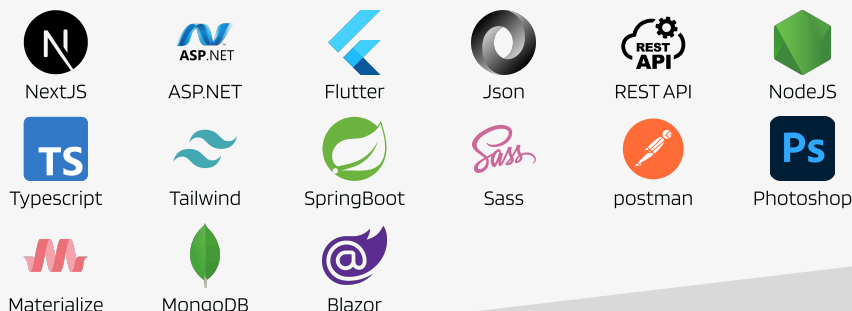 ASP.NET
REST
API
NextJS ASP.NET Flutter Json REST API NodeJS
TS
Sass
Ps
Typescript Tailwind SpringBoot Sass postman Photoshop
@
Materialize MongoDB Blazor